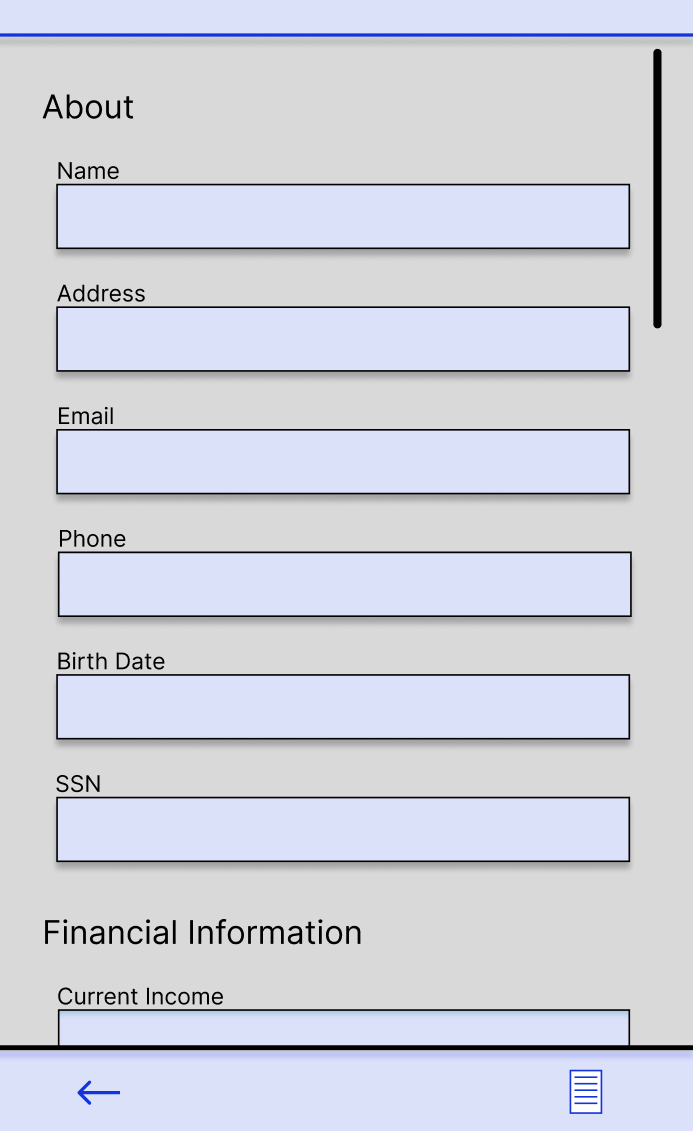 About
Name
Address
Email
Phone
Birth Date
SSN
Financial Information
Current Income